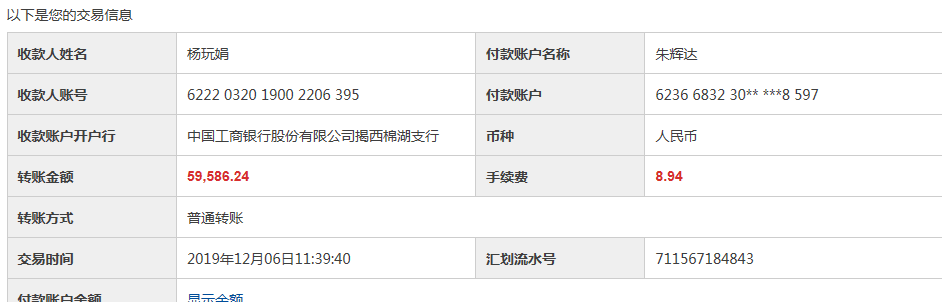 以下是您的交易信息
收款人姓名 杨玩娟 付款账户名称 朱辉达
收款人账号 6222 0320 1900 2206 395 付款账户 6236 6832 30** ***8 597
收款账户开户行 中国工商银行股份有限公司揭西棉湖支行 币种 人民币
转账金额 59,586.24 手续费 8.94
转账方式 普通转账
交易时间 2019年12月06日11:39:40 汇划流水号 711567184843
付款账户余额 显示余额